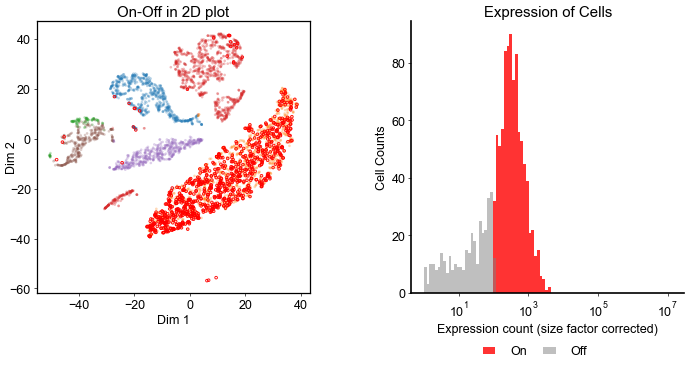 On-Off in 2D plot
40
20
0
−20
−40
−60
Dim 2
−40
−20
0
20
40
Dim 1
Expression of Cells
80
60
40
20
0
Cell Counts
10^1
10^3
10^5
10^7
Expression count (size factor corrected)
On Off